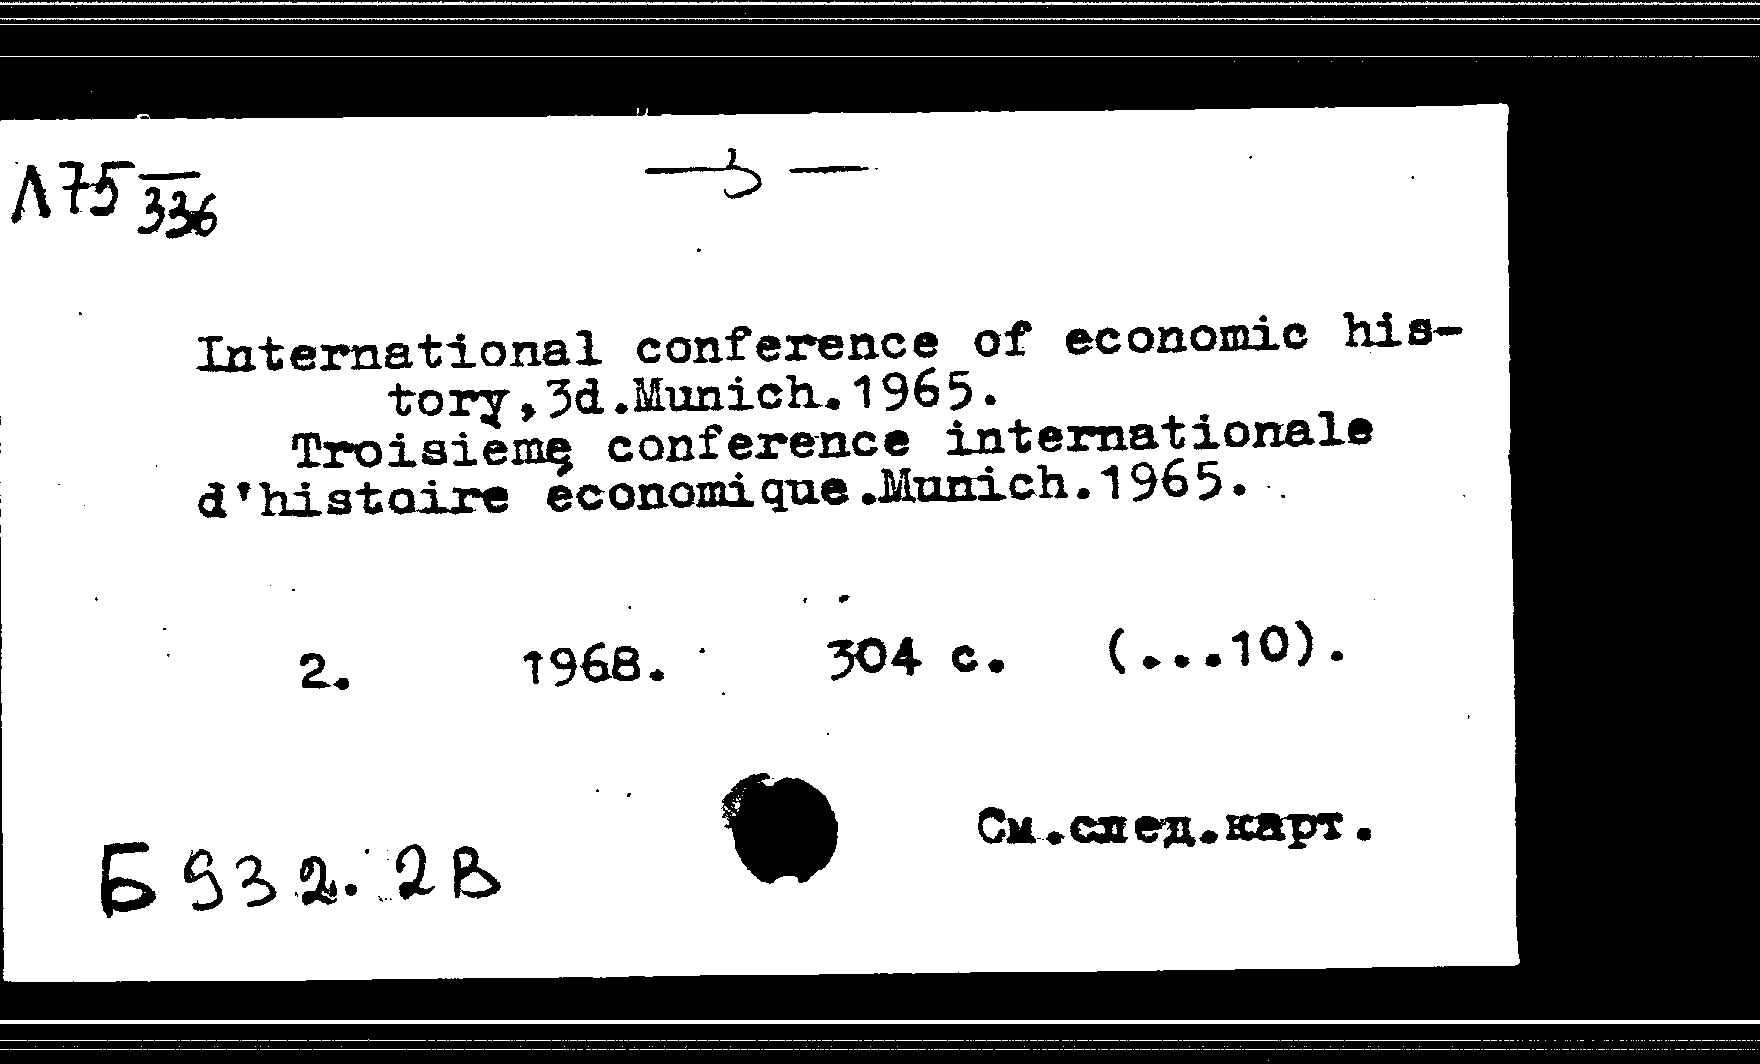 Л75 336
— 3 —
International conference of economic his-
tory,3d.Munich.1965.
Troisieme conference internationale
d'histoire économique.Munich.1965.
2. 1968. 304 с. (...10).
См.след.карт.
Б 932. 2В